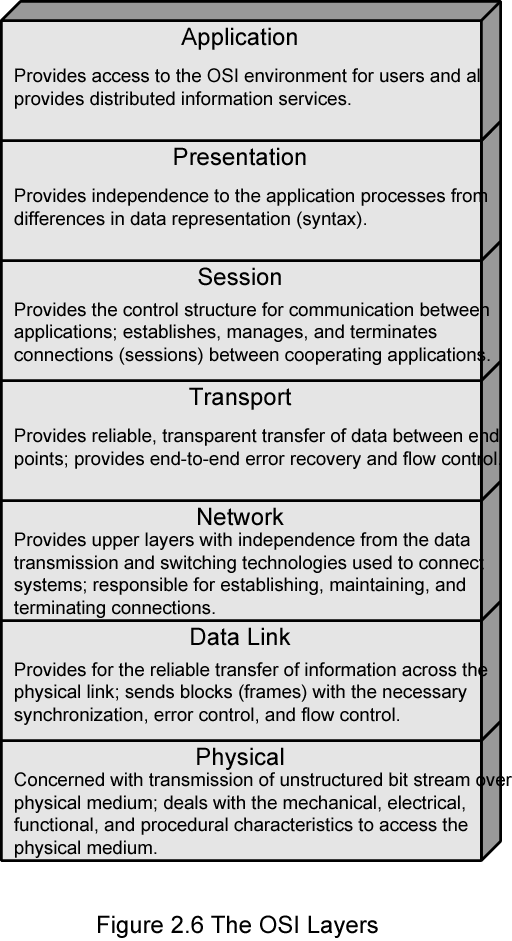 Application
Provides access to the OSI environment for users and al
provides distributed information services.
Presentation
Provides independence to the application processes from
differences in data representation (syntax).
Session
Provides the control structure for communication between
applications; establishes, manages, and terminates
connections (sessions) between cooperating applications.
Transport
Provides reliable, transparent transfer of data between end
points; provides end-to-end error recovery and flow control.
Network
Provides upper layers with independence from the data
transmission and switching technologies used to connect
systems; responsible for establishing, maintaining, and
terminating connections.
Data Link
Provides for the reliable transfer of information across the
physical link; sends blocks (frames) with the necessary
synchronization, error control, and flow control.
Physical
Concerned with transmission of unstructured bit stream over
physical medium; deals with the mechanical, electrical,
functional, and procedural characteristics to access the
physical medium.
Figure 2.6 The OSI Layers